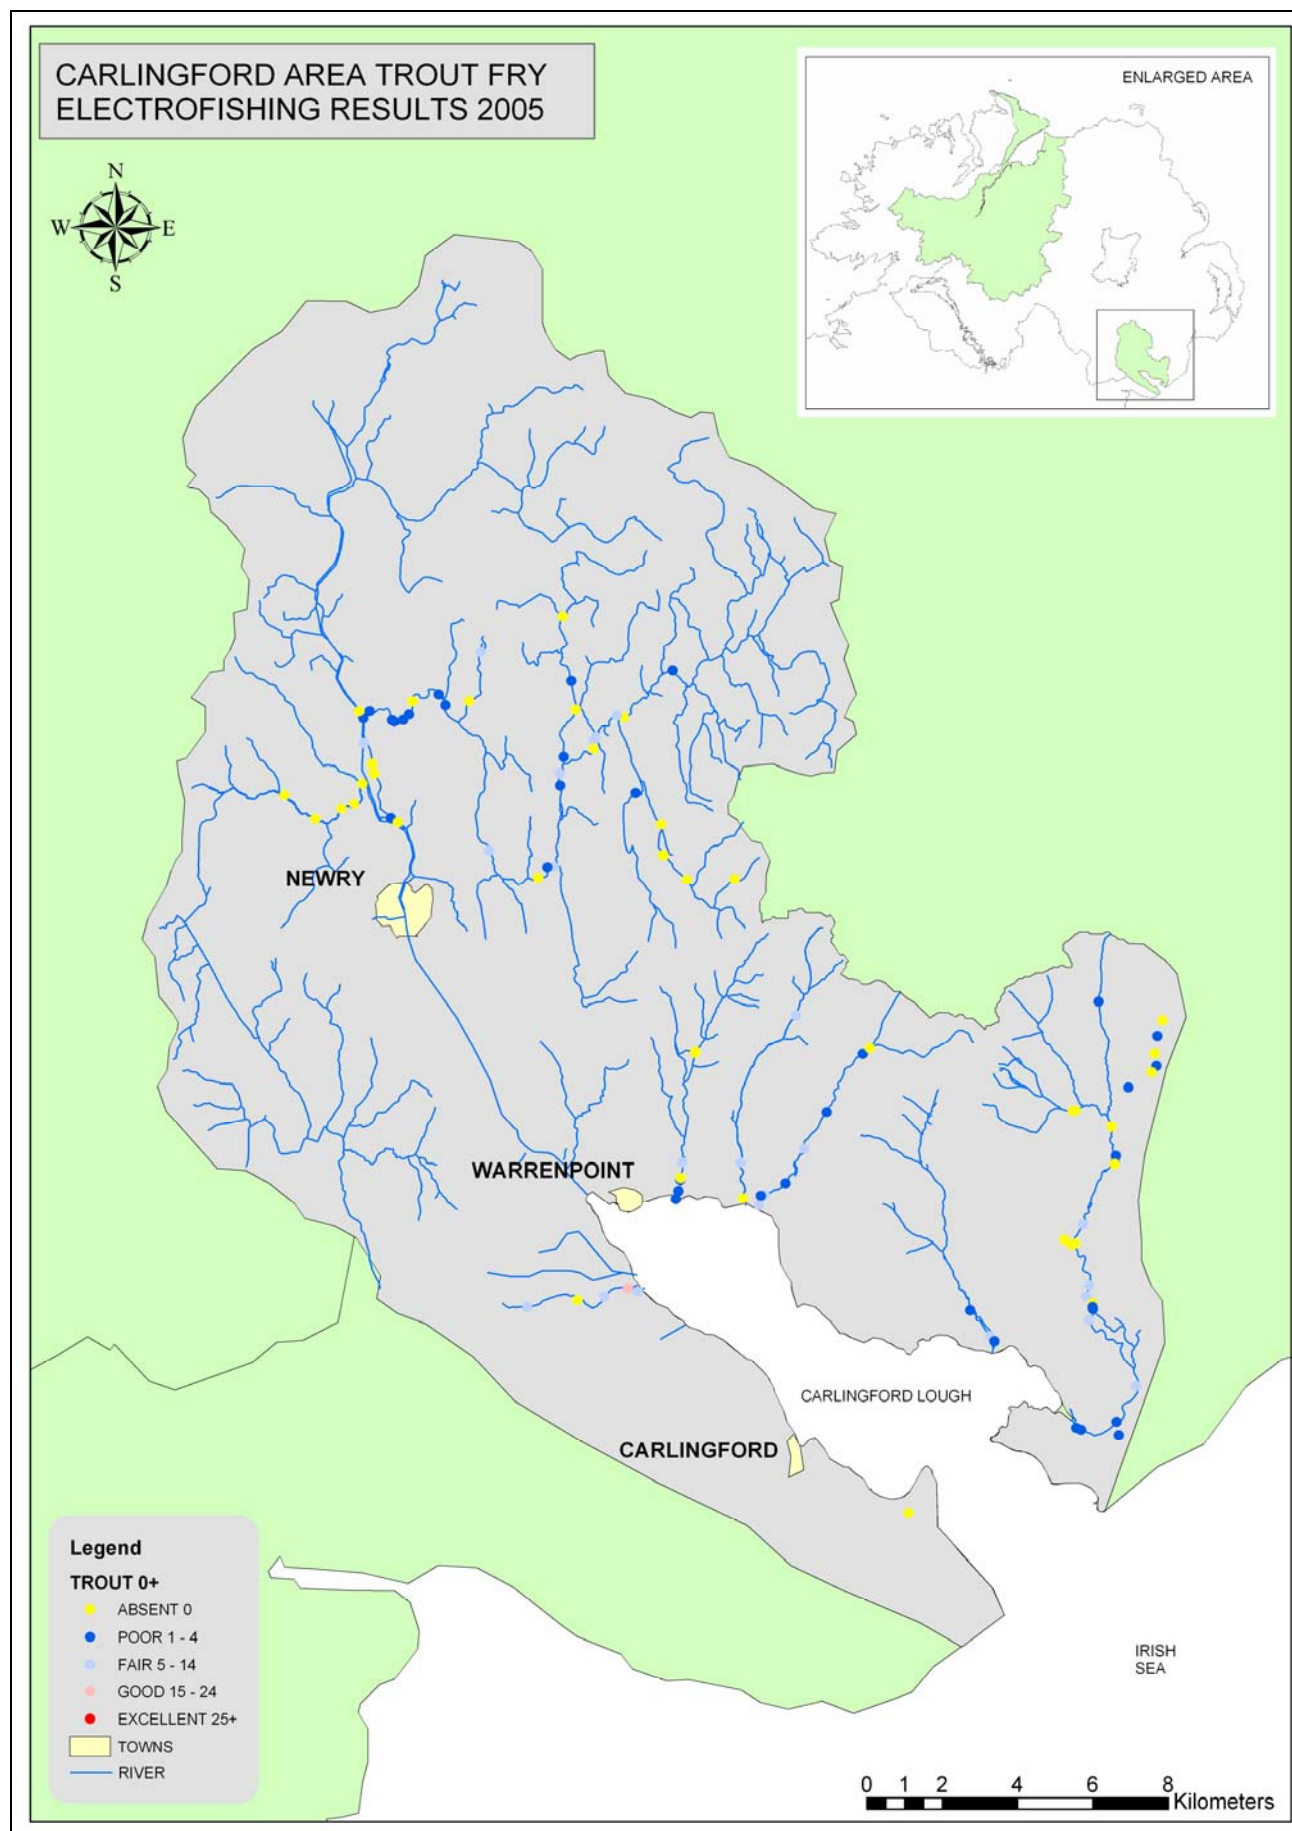 CARLINGFORD AREA TROUT FRY
ELECTROFISHING RESULTS 2005
ENLARGED AREA
N
W E
S
NEWRY
WARRENPOINT
CARLINGFORD LOUGH
CARLINGFORD
IRISH
SEA
Legend
TROUT 0+
ABSENT 0
POOR 1 - 4
FAIR 5 - 14
GOOD 15 - 24
EXCELLENT 25+
TOWNS
RIVER
0 1 2 4 6 8
Kilometers